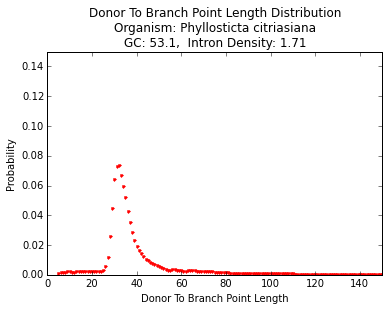 Donor To Branch Point Length Distribution
Organism: Phyllosticta citriasiana
GC: 53.1,  Intron Density: 1.71
0.14
0.12
0.10
0.08
0.06
0.04
0.02
0.00
Probability
0 20 40 60 80 100 120 140
Donor To Branch Point Length